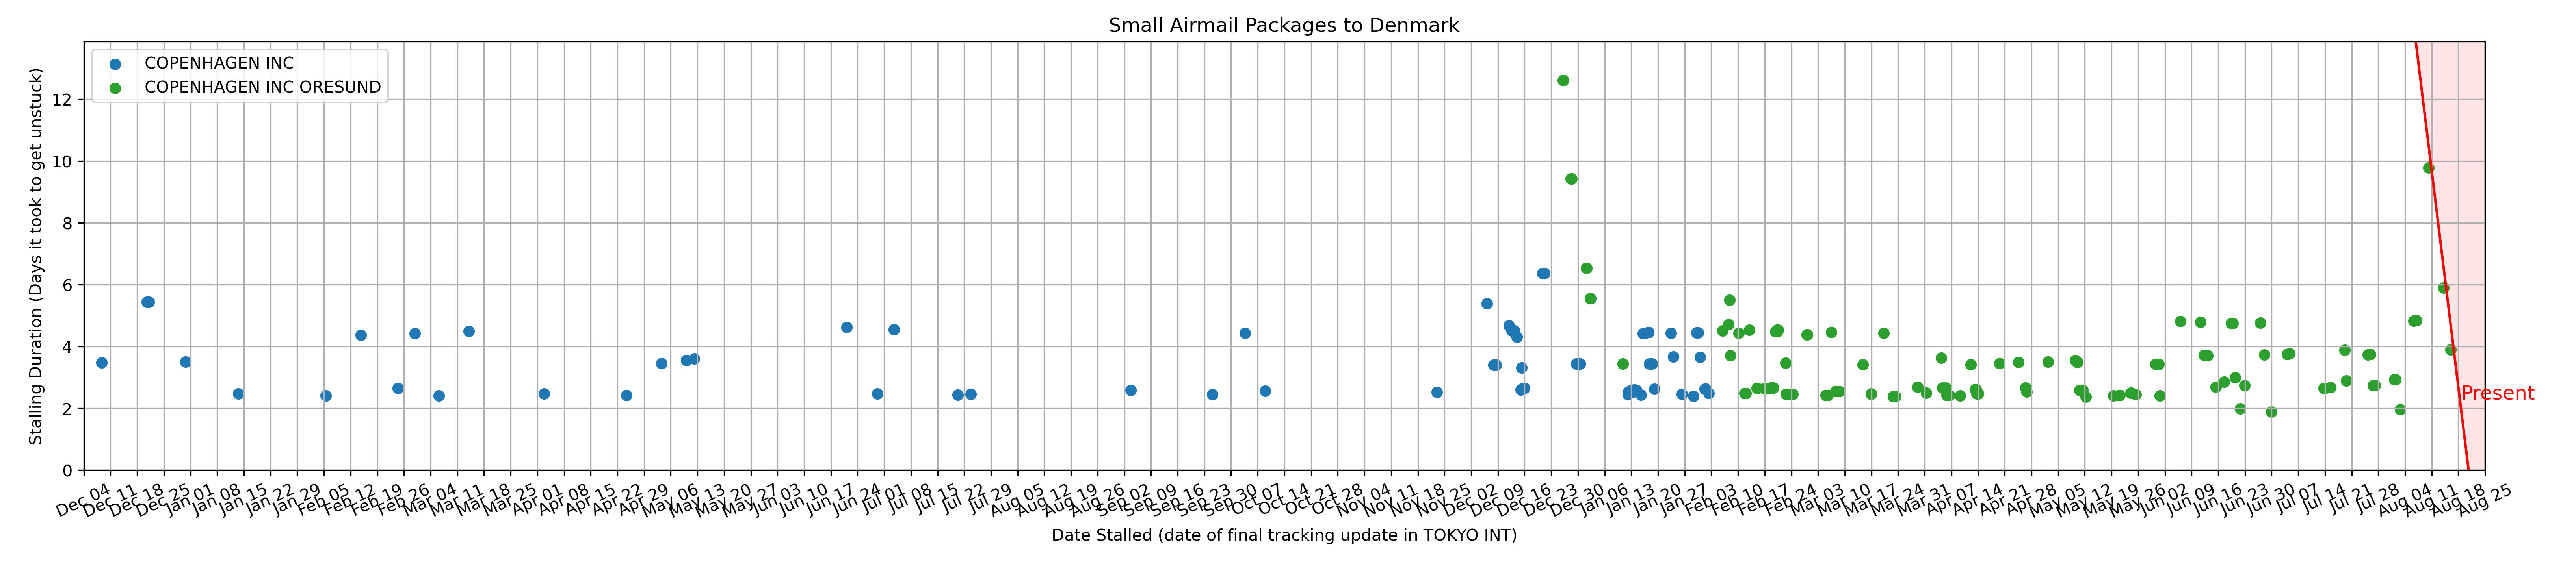 Small Airmail Packages to Denmark
COPENHAGEN INC
COPENHAGEN INC ORESUND
Stalling Duration (Days it took to get unstuck)
12
10
8
6
4
2
0
Present
Dec 04 Dec 11 Dec 18 Dec 25 Jan 01 Jan 08 Jan 15 Jan 22 Jan 29 Feb 05 Feb 12 Feb 19 Feb 26 Mar 04 Mar 11 Mar 18 Mar 25 Apr 01 Apr 08 Apr 15 Apr 22 Apr 29 May 06 May 13 May 20 May 27 Jun 03 Jun 10 Jun 17 Jun 24 Jul 01 Jul 08 Jul 15 Jul 22 Jul 29 Aug 05 Aug 12 Aug 19 Aug 26 Sep 02 Sep 09 Sep 16 Sep 23 Sep 30 Oct 07 Oct 14 Oct 21 Oct 28 Nov 04 Nov 11 Nov 18 Nov 25 Dec 02 Dec 09 Dec 16 Dec 23 Dec 30 Jan 06 Jan 13 Jan 20 Jan 27 Feb 03 Feb 10 Feb 17 Feb 24 Mar 03 Mar 10 Mar 17 Mar 24 Mar 31 Apr 07 Apr 14 Apr 21 Apr 28 May 05 May 12 May 19 May 26 Jun 02 Jun 09 Jun 16 Jun 23 Jun 30 Jul 07 Jul 14 Jul 21 Jul 28 Aug 04 Aug 11 Aug 18 Aug 25
Date Stalled (date of final tracking update in TOKYO INT)